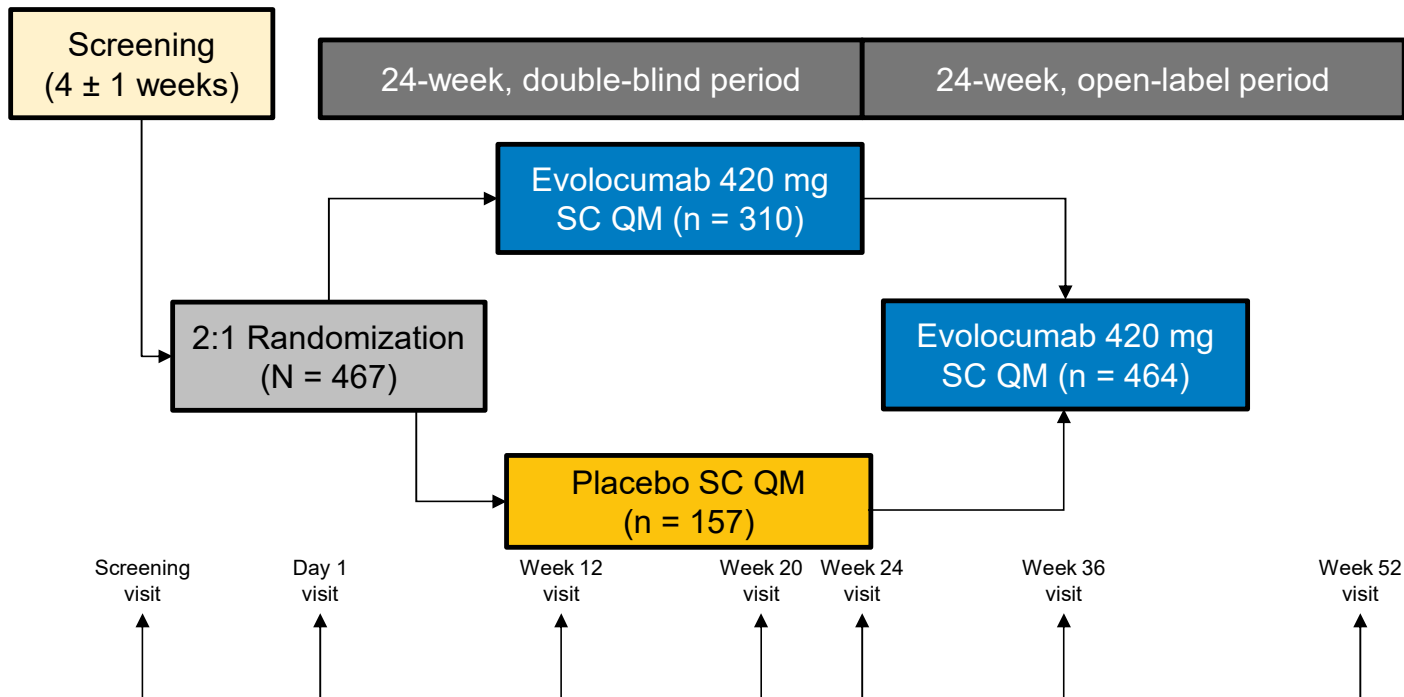 Screening
(4 ± 1 weeks)
24-week, double-blind period
24-week, open-label period
Evolocumab 420 mg
SC QM (n = 310)
2:1 Randomization
(N = 467)
Evolocumab 420 mg
SC QM (n = 464)
Placebo SC QM
(n = 157)
Screening
visit
Day 1
visit
Week 12
visit
Week 20
visit
Week 24
visit
Week 36
visit
Week 52
visit